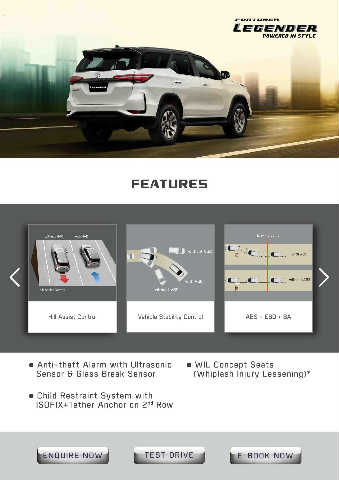 FORTUNER
LEGENDER
POWERED IN STYLE
FEATURES
Hill Assist Control
Vehicle Stability Control
ABS + EBD + BA
Anti-theft Alarm with Ultrasonic
Sensor & Glass Break Sensor
WIL Concept Seats
(Whiplash Injury Lessening)*
Child Restraint System with
ISOFIX+Tether Anchor on 2nd Row
ENQUIRE NOW
TEST DRIVE
E-BOOK NOW